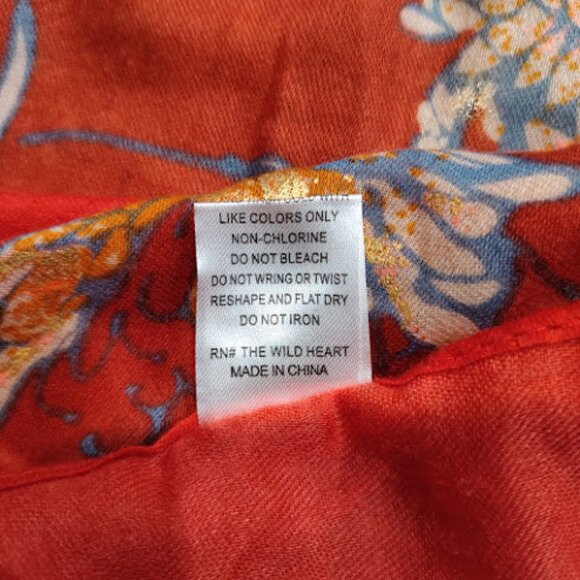 LIKE COLORS ONLY
NON-CHLORINE
DO NOT BLEACH
DO NOT WRING OR TWIST
RESHAPE AND FLAT DRY
DO NOT IRON
RN# THE WILD HEART
MADE IN CHINA